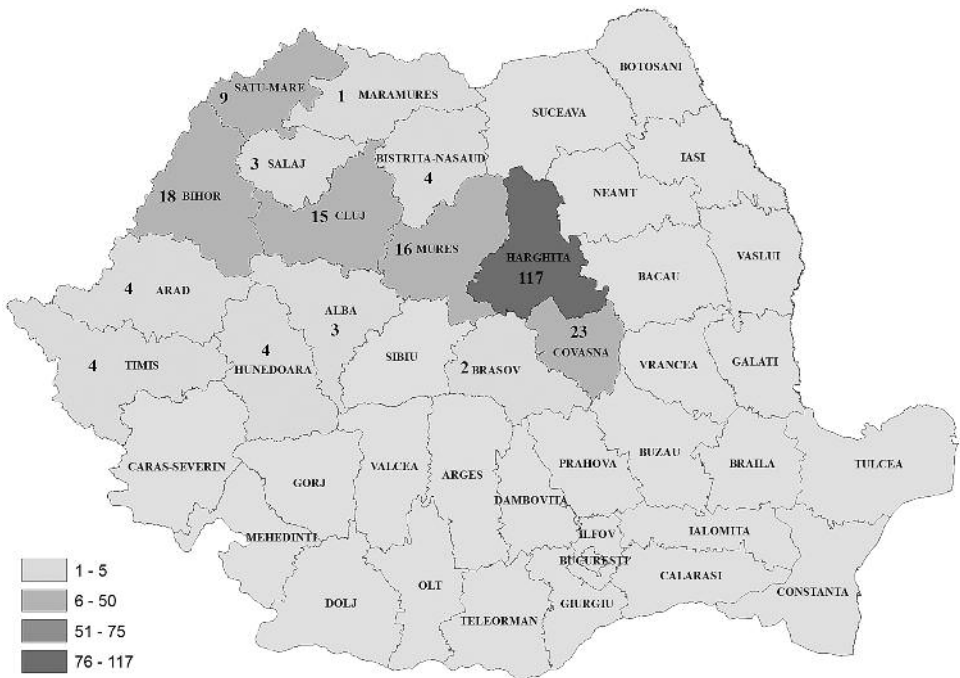 BOTOSANI
SATU-MARE
9
1 MARAMURES
SUCEAVA
IASI
BISTRITA-NASAUD
4
3 SALAJ
NEAMT
18 BIHOR
15 CLUJ
16 MURES
HARGHITA
117
VASLUI
BACAU
4 ARAD
ALBA
3
23
COVASNA
4 TIMIS
4
HUNEDOARA
SIBIU
2 BRASOV
VRANCEA
GALATI
CARAS-SEVERIN
GORJ
VALCEA
ARGES
PRAHOVA
BUZAU
BRAILA
TULCEA
DAMBOVITA
MEHEDINTI
ILFOV
IALOMITA
BUCURESTI
CALARASI
CONSTANTA
DOLJ
OLT
TELEORMAN
GIURGIU
1 - 5
6 - 50
51 - 75
76 - 117